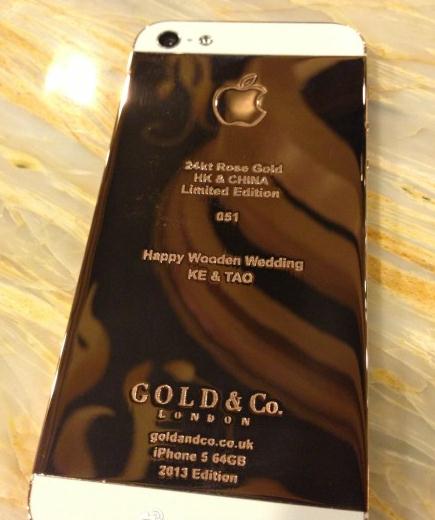 24kt Rose Gold
HK & CHINA
Limited Edition
051
Happy Wooden Wedding
KE & TAO
GOLD & Co.
LONDON
goldandco.co.uk
iPhone 5 64GB
2013 Edition